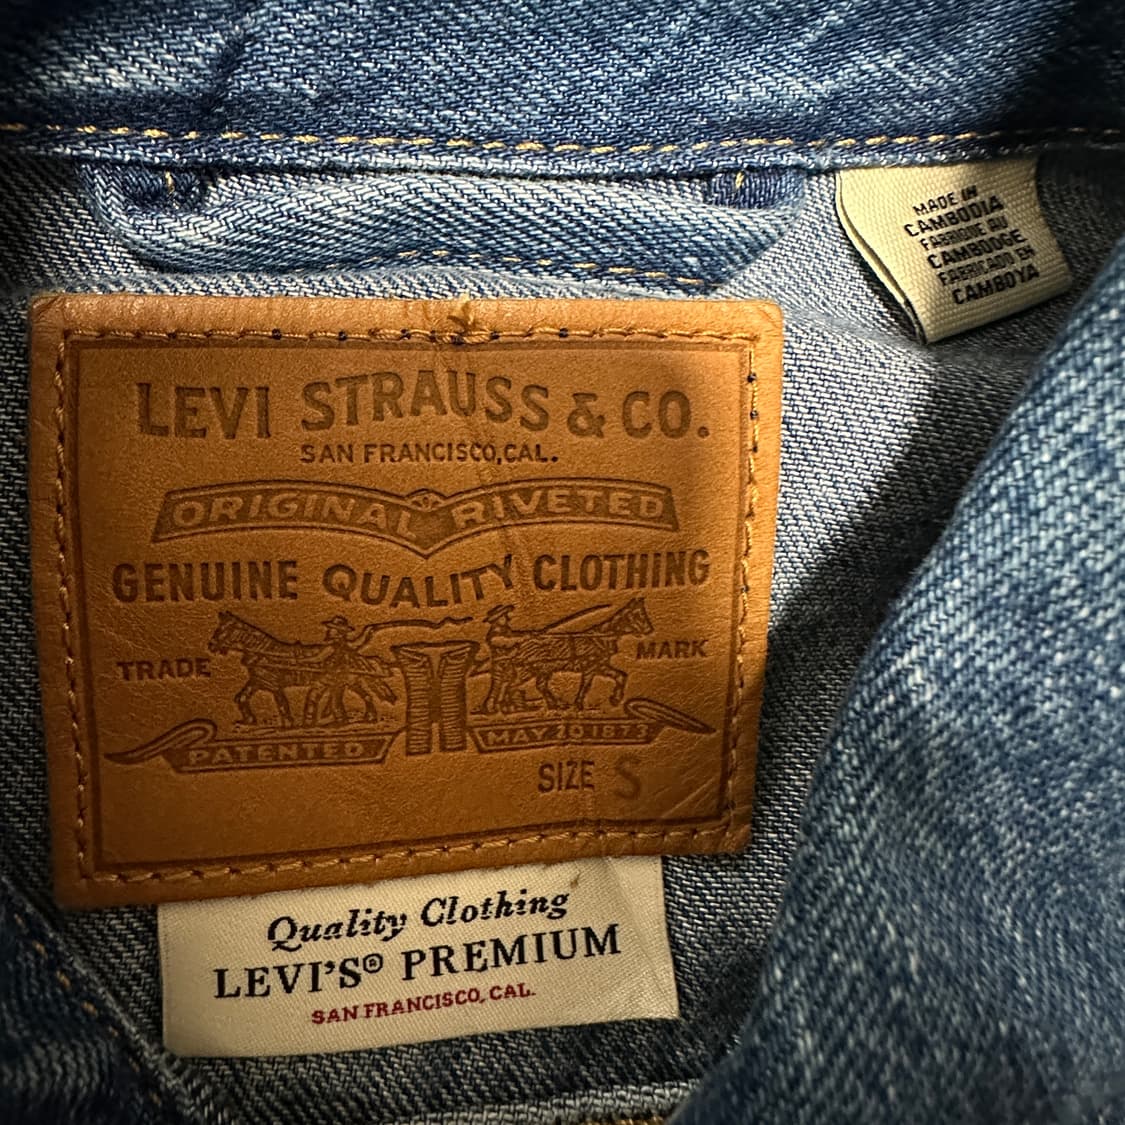 MADE IN
CAMBODIA
FABRIQUÉ AU
CAMBODGE
FABRICADO EN
CAMBOYA
LEVI STRAUSS & CO.
SAN FRANCISCO, CAL.
ORIGINAL RIVETED
GENUINE QUALITY CLOTHING
TRADE MARK
PATENTED MAY 20 1873
SIZE S
Quality Clothing
LEVI'S® PREMIUM
SAN FRANCISCO, CAL.